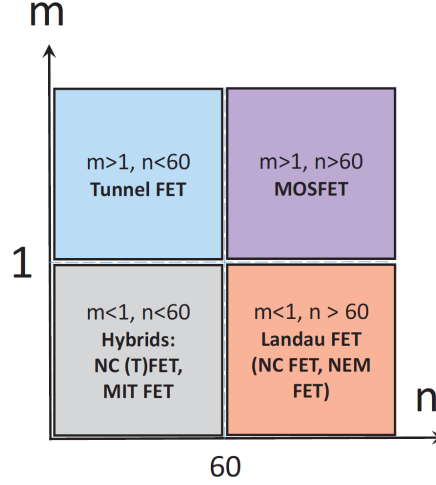 m
m>1, n<60
Tunnel FET
m>1, n>60
MOSFET
1
m<1, n<60
Hybrids:
NC (T)FET,
MIT FET
m<1, n > 60
Landau FET
(NC FET, NEM
FET)
n
60